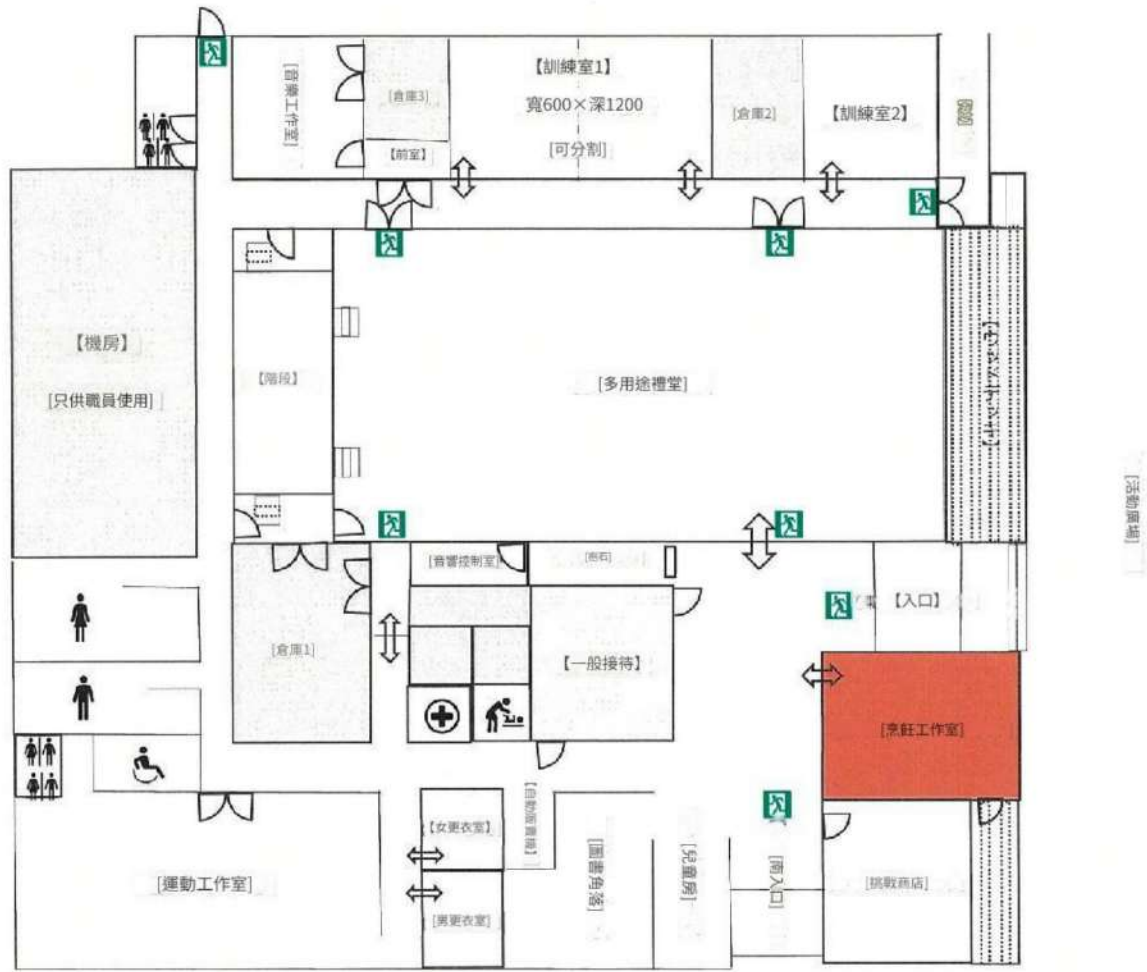 [音樂工作室]
[倉庫3]
【前室】
【訓練室1】
寬600×深1200
[可分割]
[倉庫2]
【訓練室2】
【機房】
[只供職員使用]
【階段】
[多用途禮堂]
[活動廣場]
[音響控制室]
[倉庫1]
【一般接待】
【入口】
[烹飪工作室]
[運動工作室]
【女更衣室】
[男更衣室]
【自動販賣機】
[圖書角落]
[兒童房]
[南入口]
[挑戰商店]